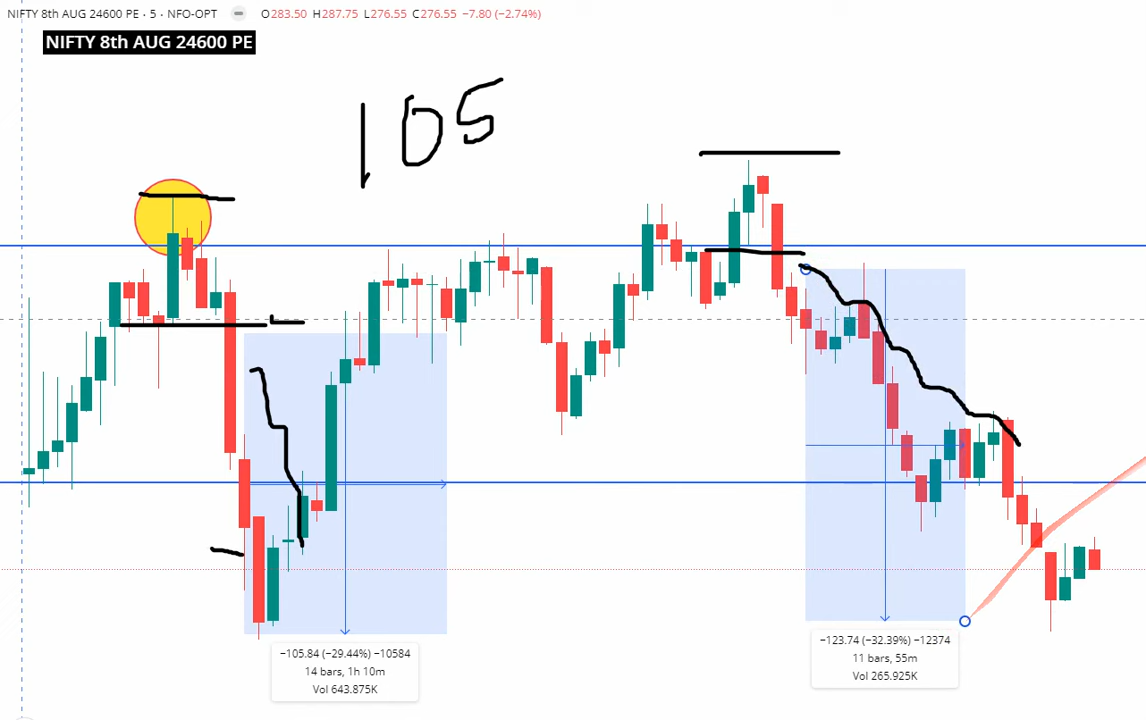 NIFTY 8th AUG 24600 PE · 5 · NFO-OPT O283.50 H287.75 L276.55 C276.55 −7.80 (−2.74%)
NIFTY 8th AUG 24600 PE
105
−105.84 (−29.44%) −10584
14 bars, 1h 10m
Vol 643.875K
−123.74 (−32.39%) −12374
11 bars, 55m
Vol 265.925K